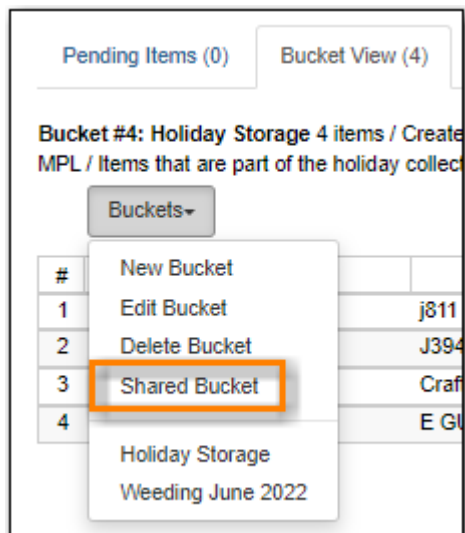 Pending Items (0) Bucket View (4)
Bucket #4: Holiday Storage 4 items / Create
MPL / Items that are part of the holiday collect
Buckets
#
New Bucket
1 Edit Bucket j811
2 Delete Bucket J394
3 Shared Bucket Craf
4 E GU
Holiday Storage
Weeding June 2022